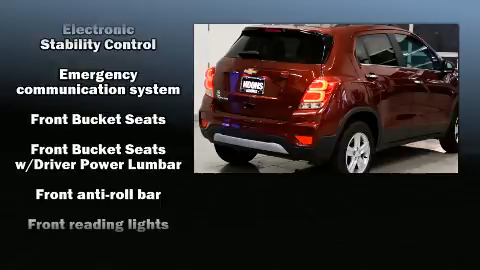 Electronic
Stability Control
Emergency
communication system
Front Bucket Seats
Front Bucket Seats
w/Driver Power Lumbar
Front anti-roll bar
Front reading lights